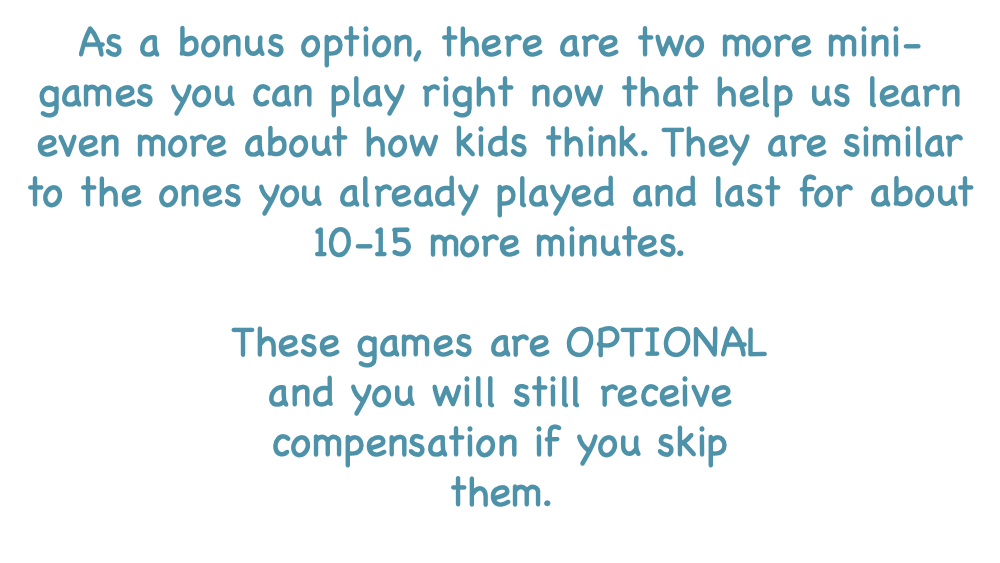 As a bonus option, there are two more mini-
games you can play right now that help us learn
even more about how kids think. They are similar
to the ones you already played and last for about
10-15 more minutes.
These games are OPTIONAL
and you will still receive
compensation if you skip
them.